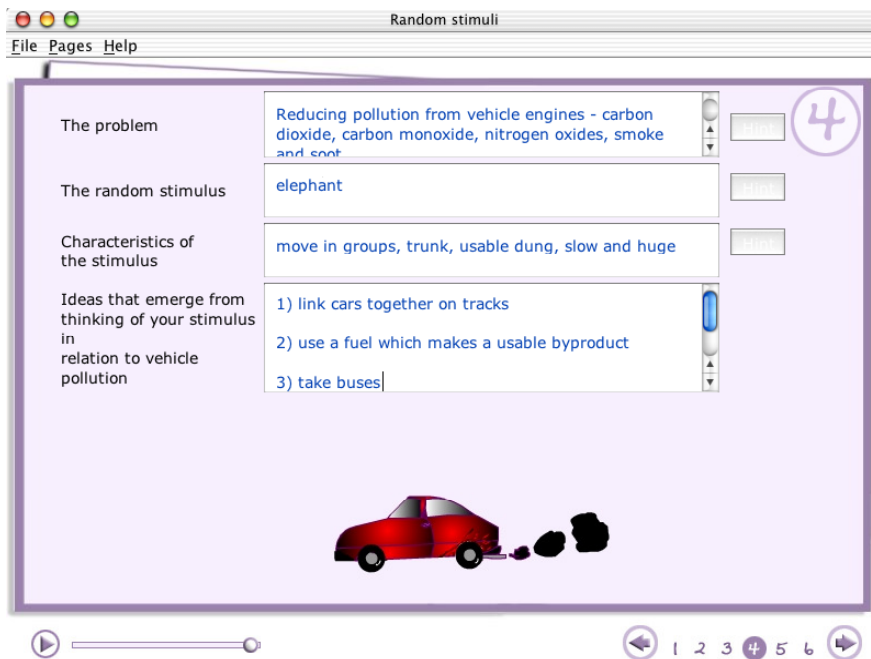 Random stimuli
File Pages Help
4
The problem
Reducing pollution from vehicle engines - carbon
dioxide, carbon monoxide, nitrogen oxides, smoke
and soot
Hint
The random stimulus
elephant
Hint
Characteristics of
the stimulus
move in groups, trunk, usable dung, slow and huge
Hint
Ideas that emerge from
thinking of your stimulus
in
relation to vehicle
pollution
1) link cars together on tracks
2) use a fuel which makes a usable byproduct
3) take buses
1 2 3 4 5 6